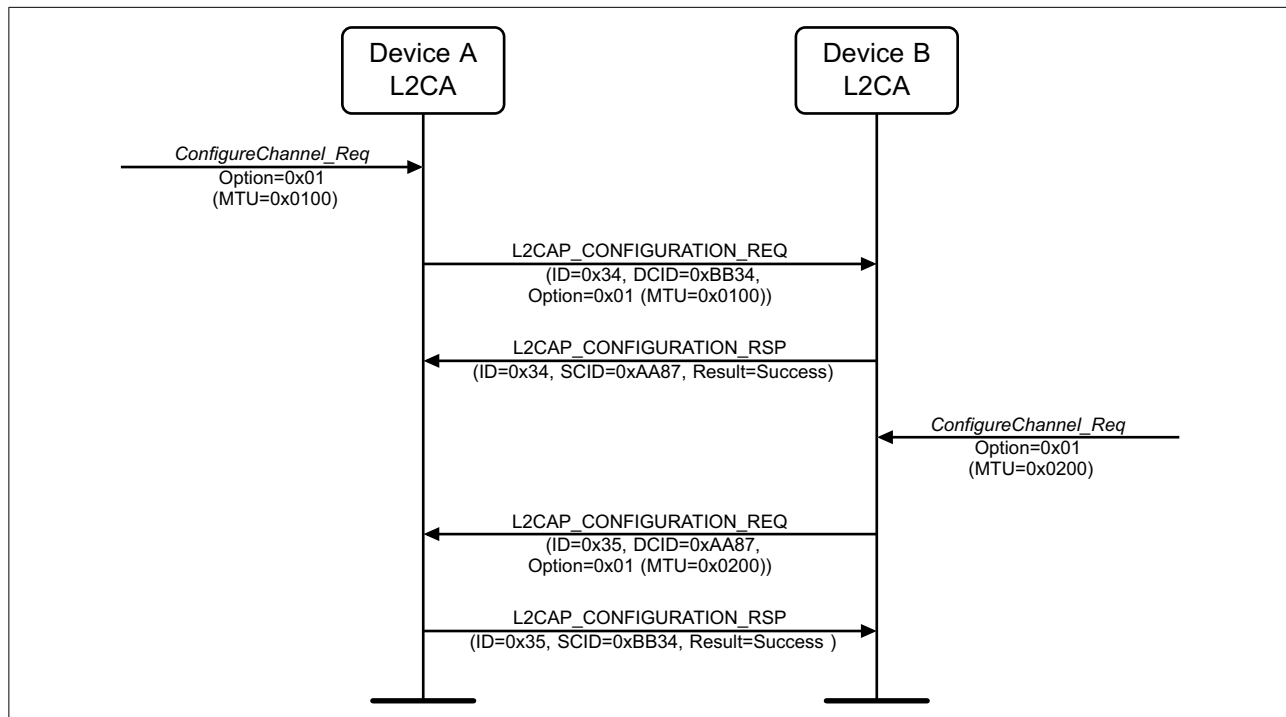 Device A
L2CA
Device B
L2CA
ConfigureChannel_Req
Option=0x01
(MTU=0x0100)
L2CAP_CONFIGURATION_REQ
(ID=0x34, DCID=0xBB34,
Option=0x01 (MTU=0x0100))
L2CAP_CONFIGURATION_RSP
(ID=0x34, SCID=0xAA87, Result=Success)
ConfigureChannel_Req
Option=0x01
(MTU=0x0200)
L2CAP_CONFIGURATION_REQ
(ID=0x35, DCID=0xAA87,
Option=0x01 (MTU=0x0200))
L2CAP_CONFIGURATION_RSP
(ID=0x35, SCID=0xBB34, Result=Success )